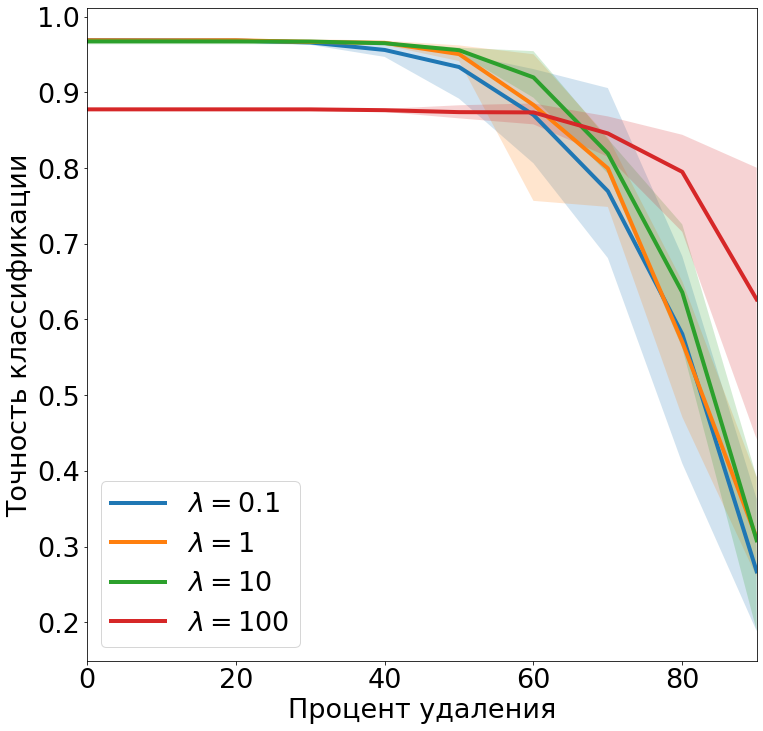 Точность классификации
1.0
0.9
0.8
0.7
0.6
0.5
0.4
0.3
0.2
λ = 0.1
λ = 1
λ = 10
λ = 100
0 20 40 60 80
Процент удаления